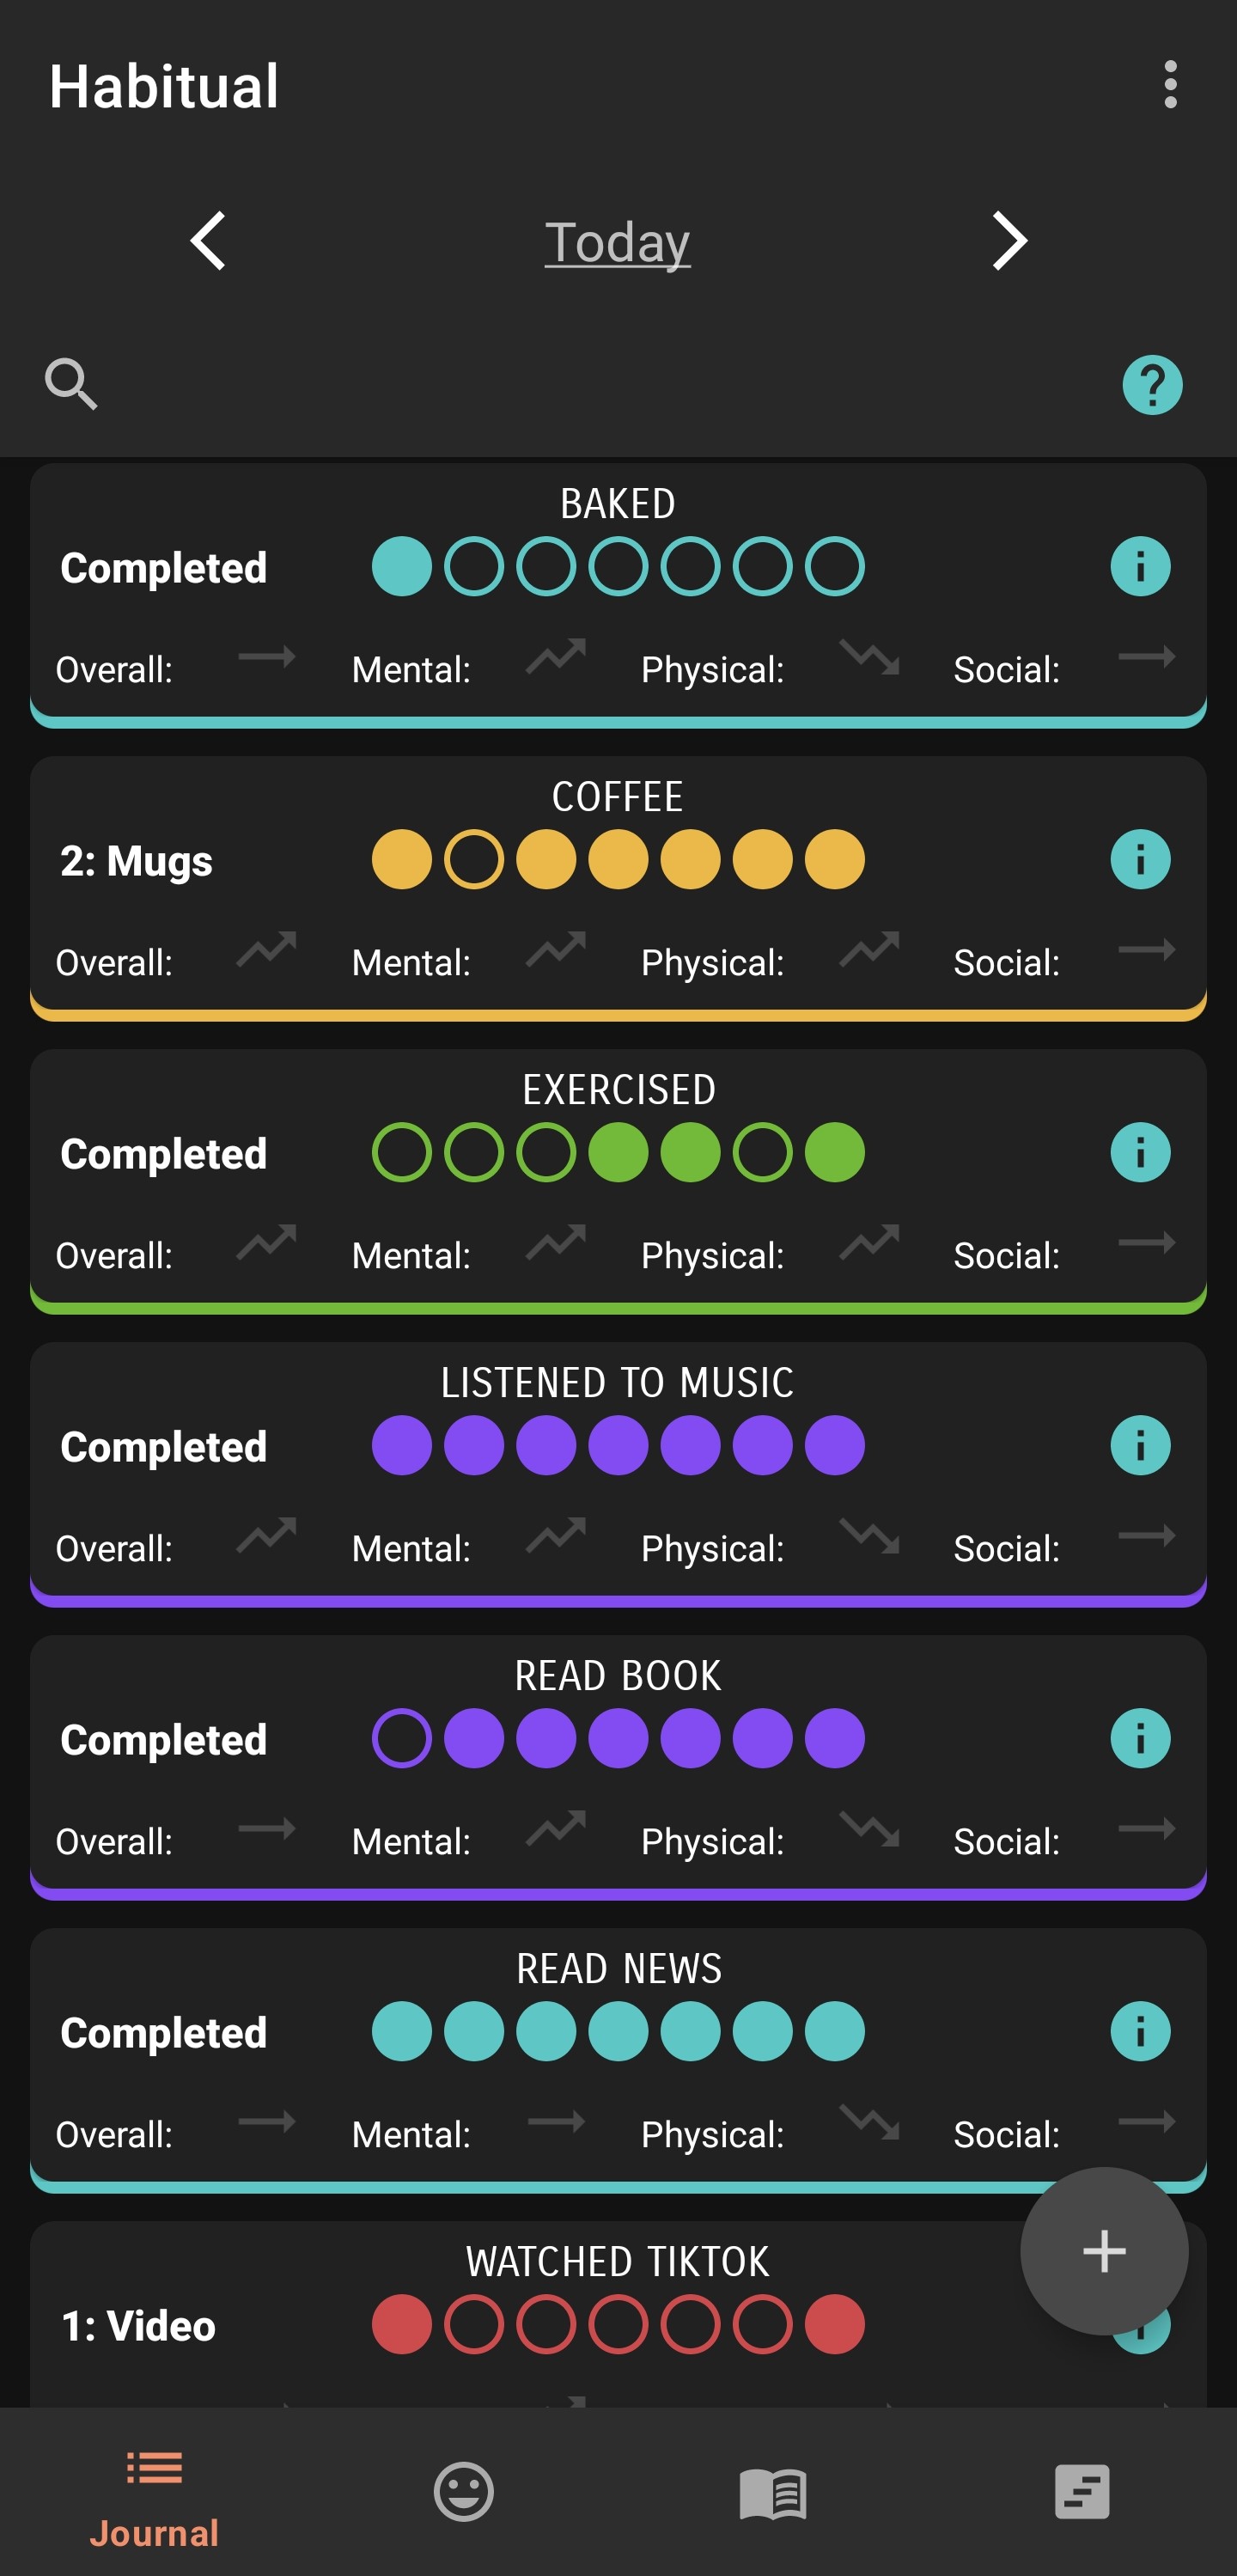 Habitual
Today
?
BAKED
Completed
i
Overall: Mental: Physical: Social:
COFFEE
2: Mugs
i
Overall: Mental: Physical: Social:
EXERCISED
Completed
i
Overall: Mental: Physical: Social:
LISTENED TO MUSIC
Completed
i
Overall: Mental: Physical: Social:
READ BOOK
Completed
i
Overall: Mental: Physical: Social:
READ NEWS
Completed
i
Overall: Mental: Physical: Social:
WATCHED TIKTOK
1: Video
Journal